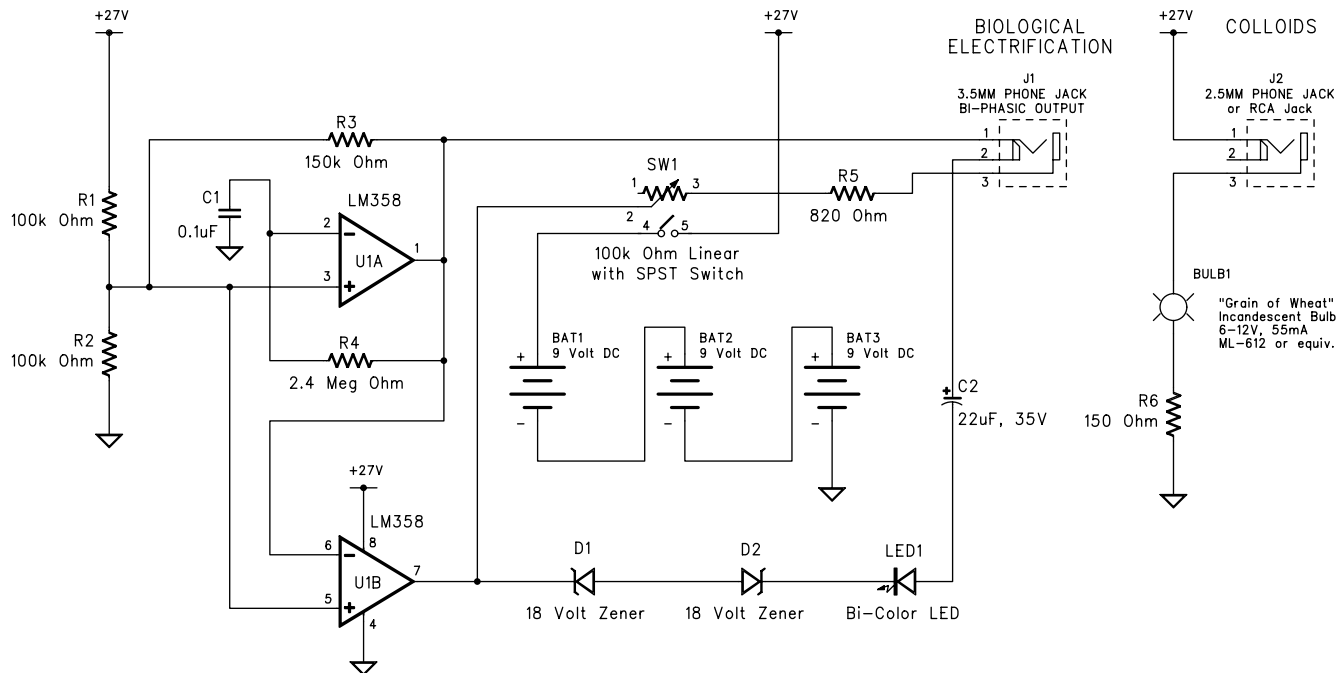 +27V
+27V
BIOLOGICAL
ELECTRIFICATION
+27V
COLLOIDS
J1
3.5MM PHONE JACK
BI-PHASIC OUTPUT
1
2
3
J2
2.5MM PHONE JACK
or RCA Jack
1
2
3
R3
150k Ohm
SW1
1
3
2
4
5
100k Ohm Linear
with SPST Switch
R5
820 Ohm
R1
100k Ohm
C1
0.1uF
LM358
2
3
1
U1A
R2
100k Ohm
R4
2.4 Meg Ohm
BAT1
9 Volt DC
+
-
BAT2
9 Volt DC
+
-
BAT3
9 Volt DC
+
-
C2
+
22uF, 35V
BULB1
"Grain of Wheat"
Incandescent Bulb
6-12V, 55mA
ML-612 or equiv.
R6
150 Ohm
+27V
LM358
6
5
8
7
4
U1B
D1
18 Volt Zener
D2
18 Volt Zener
LED1
Bi-Color LED